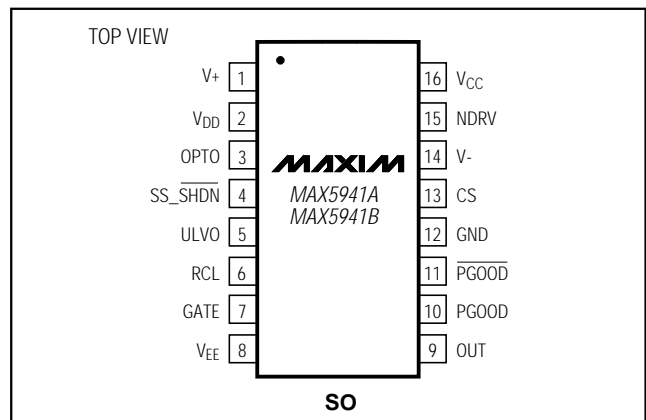 TOP VIEW
V+ 1
VDD 2
OPTO 3
SS_SHDN 4
ULVO 5
RCL 6
GATE 7
VEE 8
MAXIM
MAX5941A
MAX5941B
16 VCC
15 NDRV
14 V-
13 CS
12 GND
11 PGOOD
10 PGOOD
9 OUT
SO